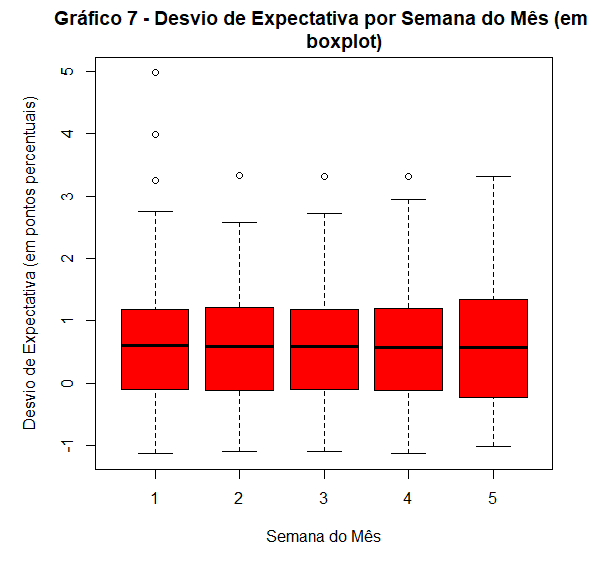 Gráfico 7 - Desvio de Expectativa por Semana do Mês (em
boxplot)
Desvio de Expectativa (em pontos percentuais)
5
4
3
2
1
0
-1
1 2 3 4 5
Semana do Mês